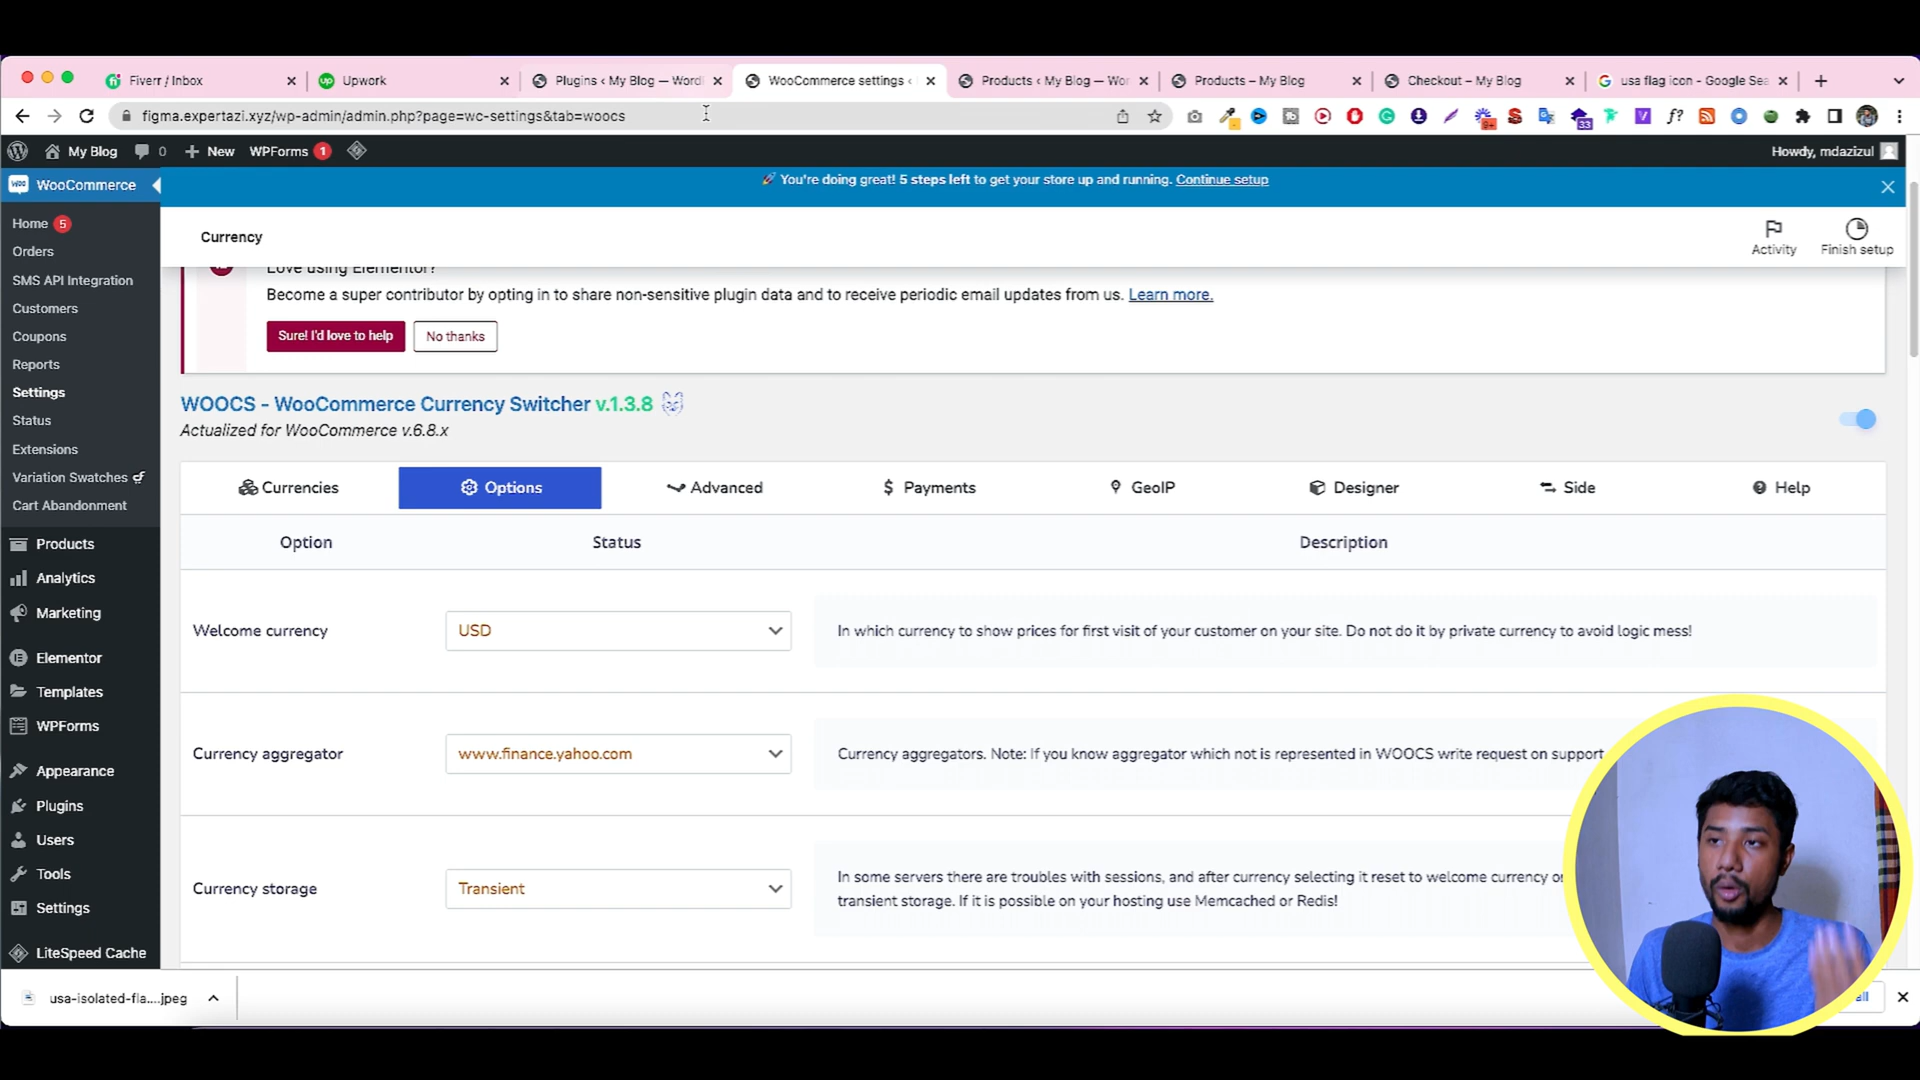 Fiverr / Inbox
Upwork
Plugins ‹ My Blog — Word
WooCommerce settings ‹
Products ‹ My Blog — Wor
Products – My Blog
Checkout – My Blog
usa flag icon - Google Sea
figma.expertazi.xyz/wp-admin/admin.php?page=wc-settings&tab=woocs
My Blog
0
New
WPForms 1
Howdy, mdazizul
WooCommerce
🚀 You're doing great! 5 steps left to get your store up and running. Continue setup
Home 5
Orders
SMS API Integration
Customers
Coupons
Reports
Settings
Status
Extensions
Variation Swatches
Cart Abandonment
Products
Analytics
Marketing
Elementor
Templates
WPForms
Appearance
Plugins
Users
Tools
Settings
LiteSpeed Cache
Currency
Activity
Finish setup
Love using Elementor?
Become a super contributor by opting in to share non-sensitive plugin data and to receive periodic email updates from us. Learn more.
Sure! I'd love to help
No thanks
WOOCS - WooCommerce Currency Switcher v.1.3.8
Actualized for WooCommerce v.6.8.x
Currencies
Options
Advanced
Payments
GeoIP
Designer
Side
Help
Option
Status
Description
Welcome currency
USD
In which currency to show prices for first visit of your customer on your site. Do not do it by private currency to avoid logic mess!
Currency aggregator
www.finance.yahoo.com
Currency aggregators. Note: If you know aggregator which not is represented in WOOCS write request on support
Currency storage
Transient
In some servers there are troubles with sessions, and after currency selecting it reset to welcome currency or
transient storage. If it is possible on your hosting use Memcached or Redis!
usa-isolated-fla....jpeg